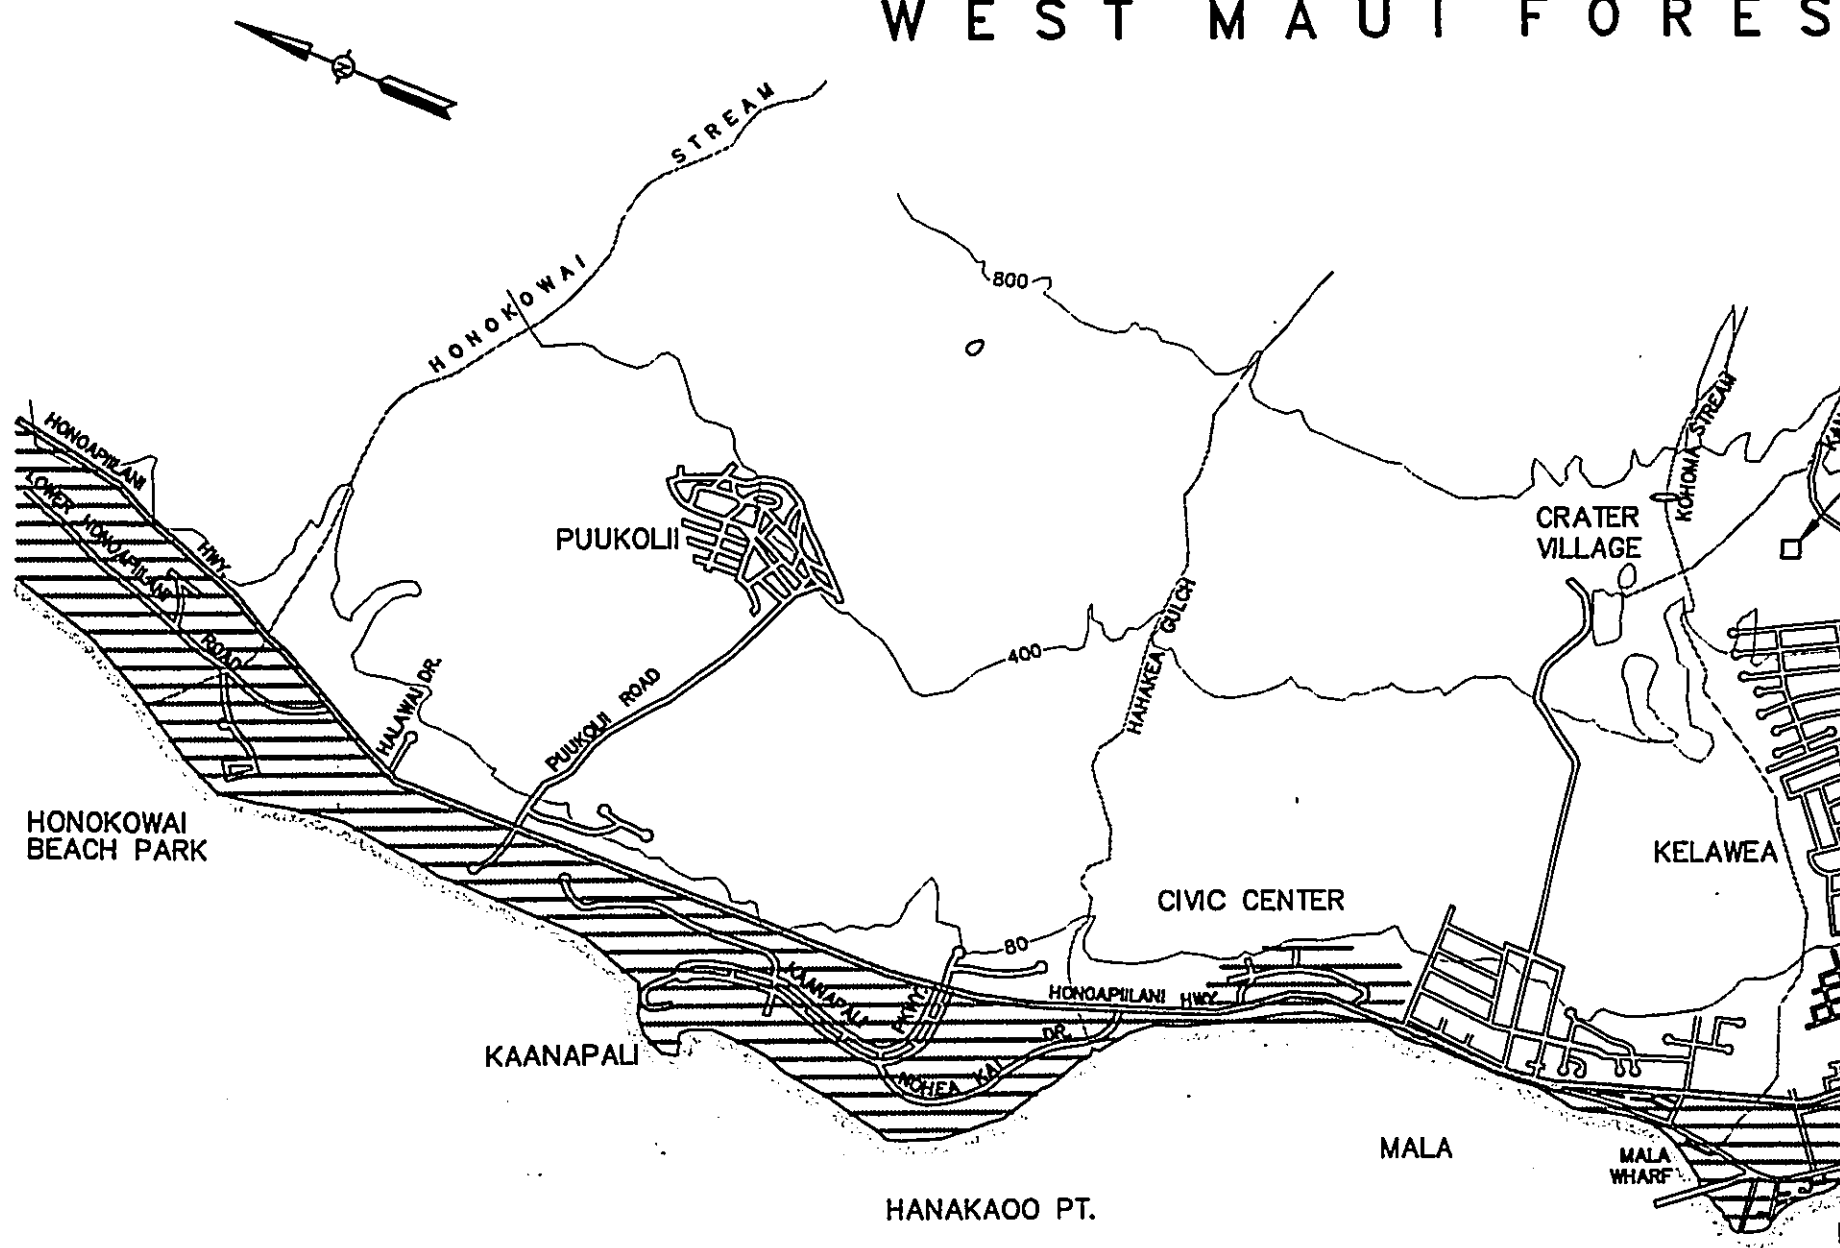 WEST MAUI FORES
N
STREAM
HONOKOWAI
800
HONOAPIILANI
HWY.
LOWER HONOAPIILANI
ROAD
KOHOMA STREAM
CRATER
VILLAGE
PUUKOLII
HAHAKEA GULCH
400
HALAWAI DR.
PUUKOLII ROAD
HONOKOWAI
BEACH PARK
KELAWEA
CIVIC CENTER
80
KAANAPALI
PKWY.
HONOAPIILANI HWY.
DR.
NOHEA KAI
KAANAPALI
MALA
MALA
WHARF
HANAKAOO PT.